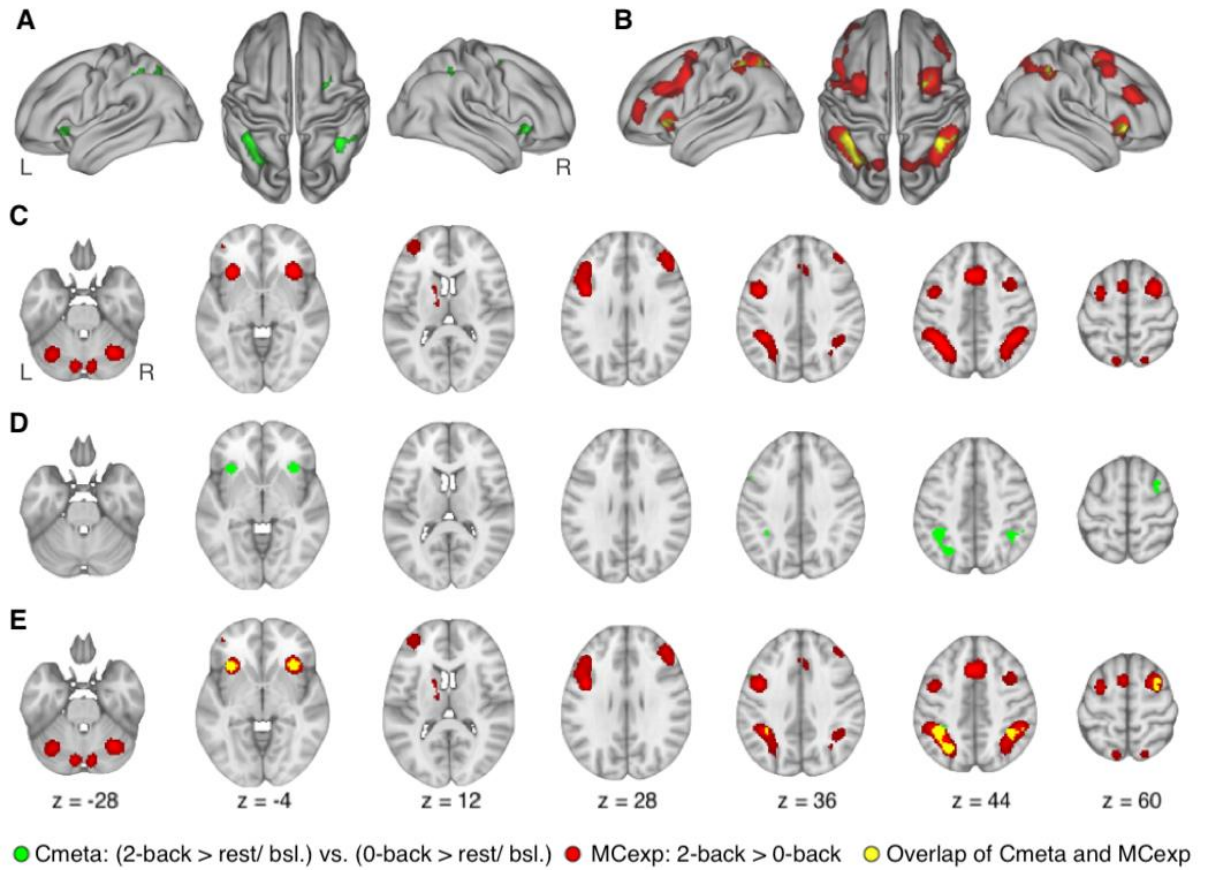 A B
L R
C
L R
D
E
z = -28 z = -4 z = 12 z = 28 z = 36 z = 44 z = 60
Cmeta: (2-back > rest/ bsl.) vs. (0-back > rest/ bsl.) MCexp: 2-back > 0-back Overlap of Cmeta and MCexp